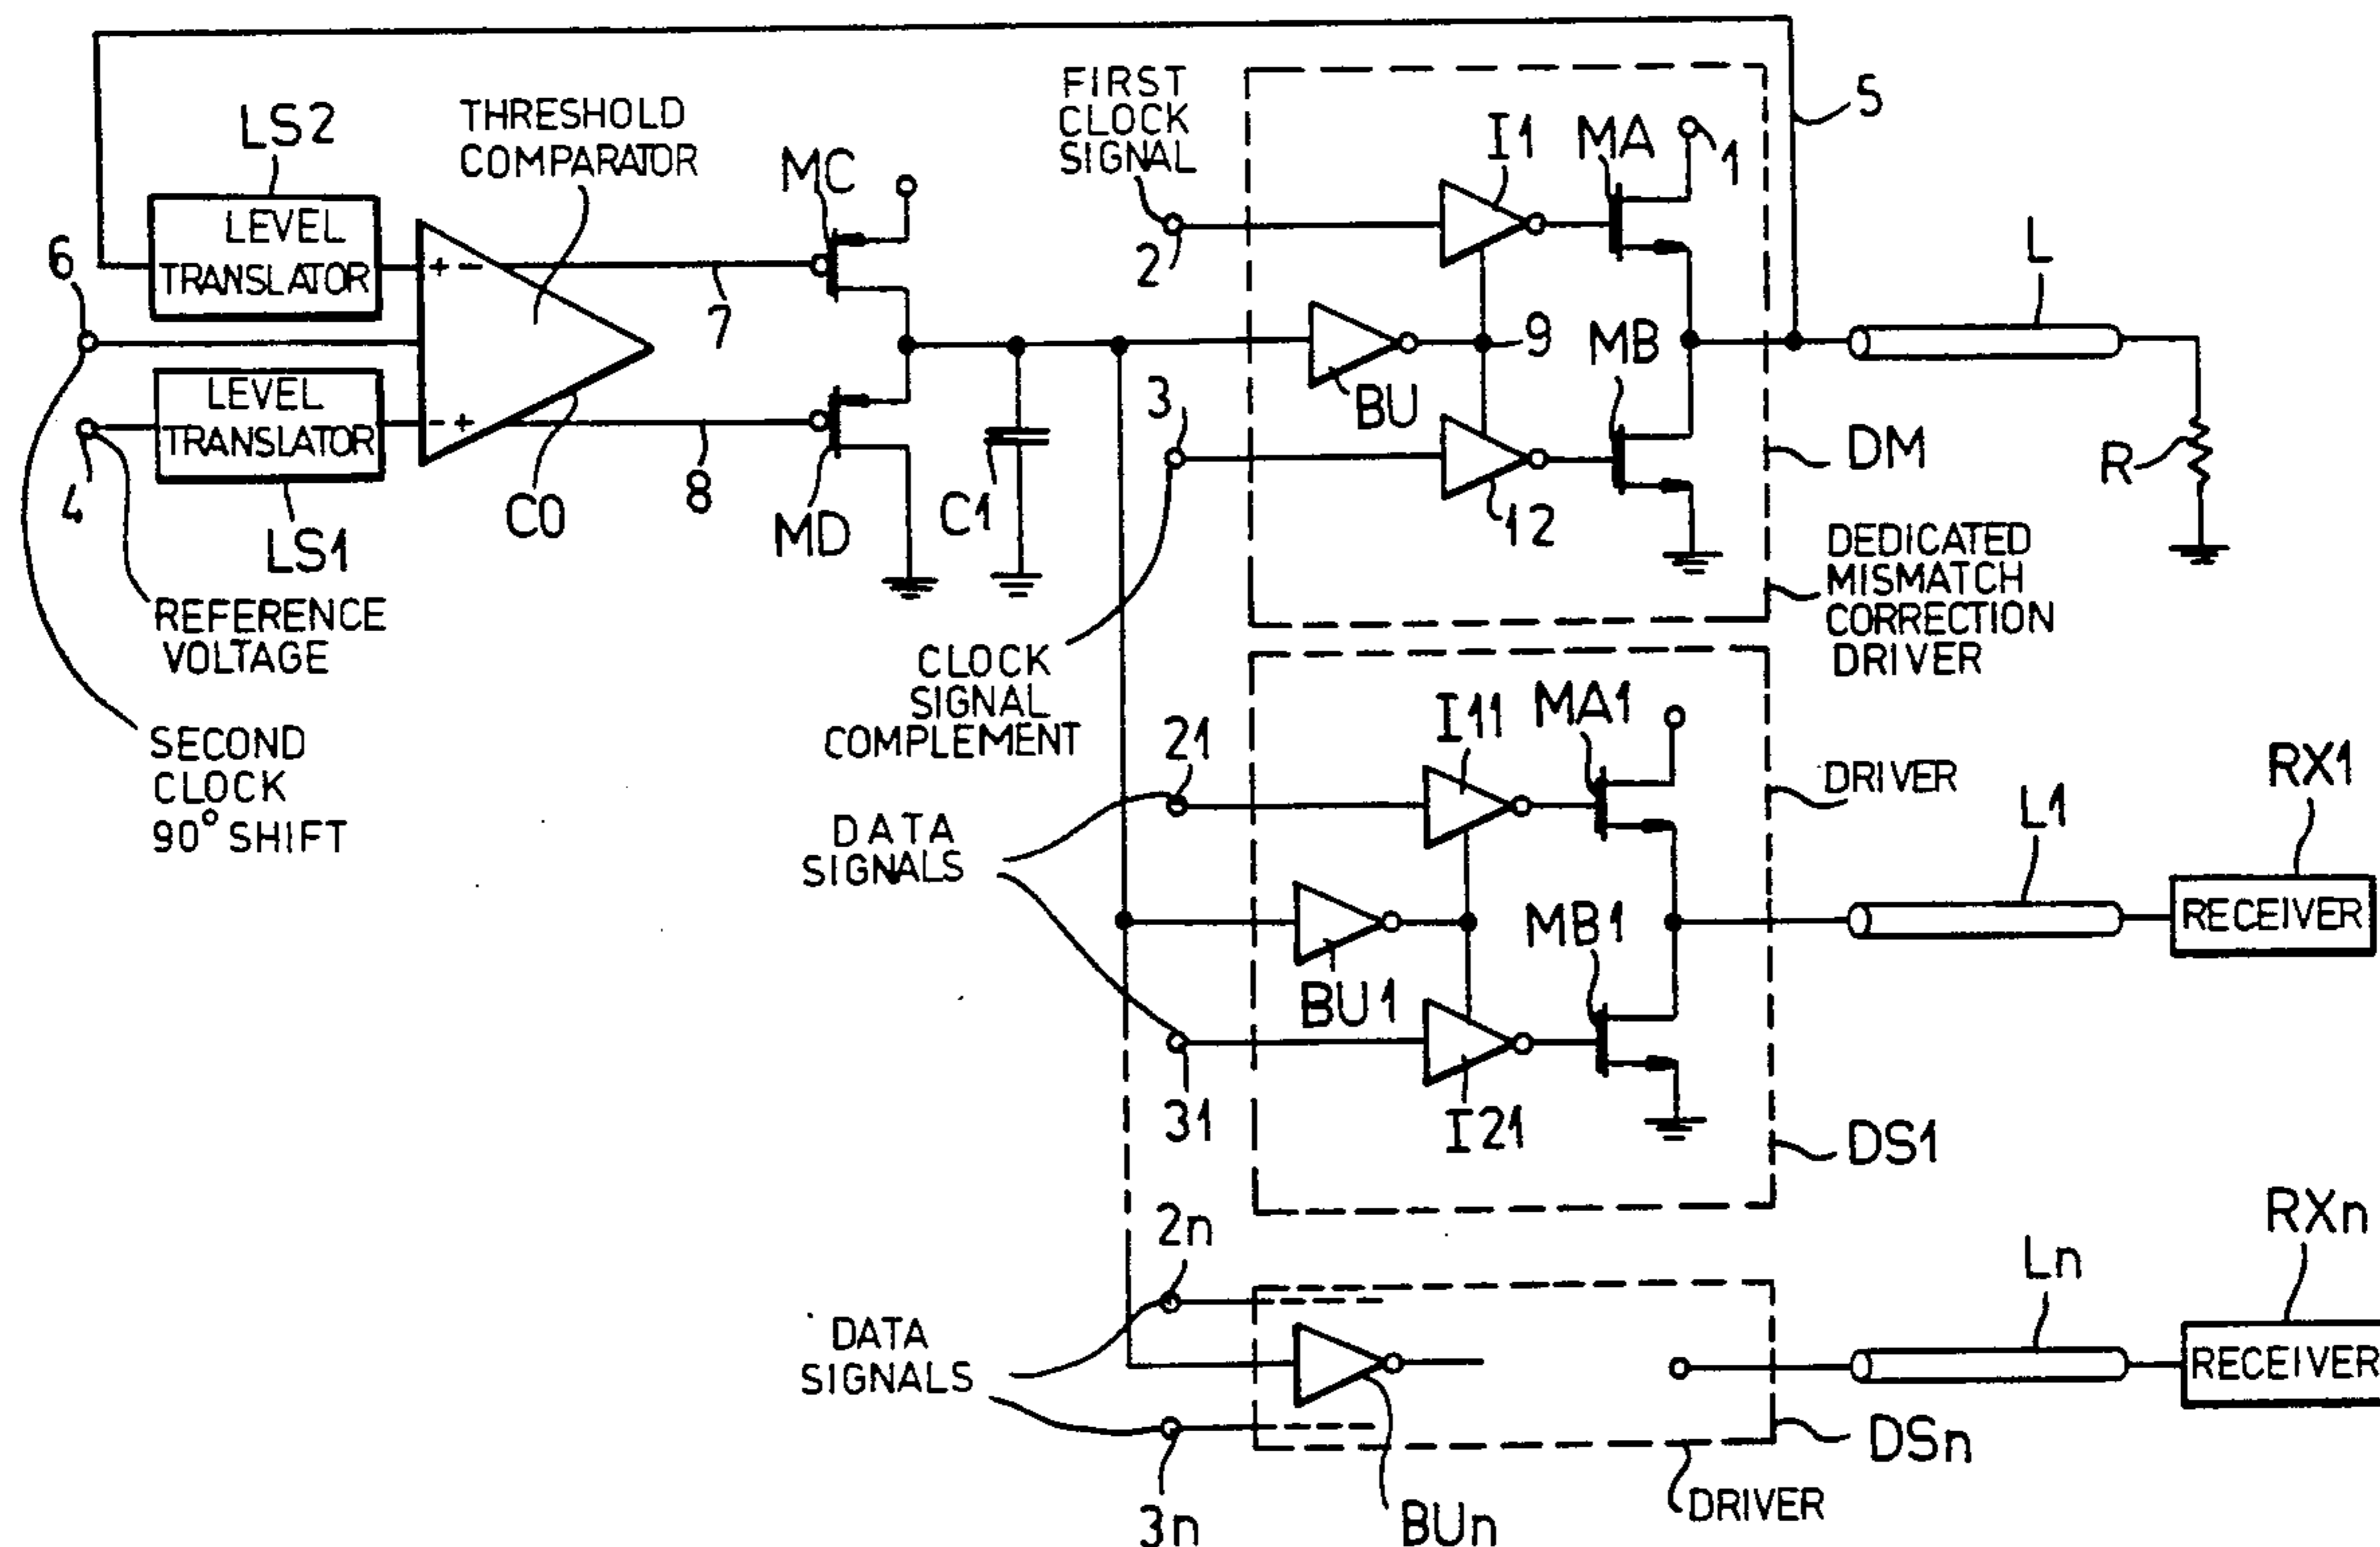 FIRST
CLOCK
SIGNAL
5
THRESHOLD
COMPARATOR
LS2
I1
MA
1
MC
LEVEL
TRANSLATOR
+ -
6
2
7
L
9
MB
BU
3
LEVEL
TRANSLATOR
- +
4
8
C0
LS1
MD
C1
12
DM
R
REFERENCE
VOLTAGE
DEDICATED
MISMATCH
CORRECTION
DRIVER
CLOCK
SIGNAL
COMPLEMENT
SECOND
CLOCK
90° SHIFT
21
I11
MA1
DRIVER
RX1
L1
DATA
SIGNALS
MB1
RECEIVER
BU1
31
I21
DS1
2n
RXn
Ln
DATA
SIGNALS
RECEIVER
DSn
3n
BUn
DRIVER